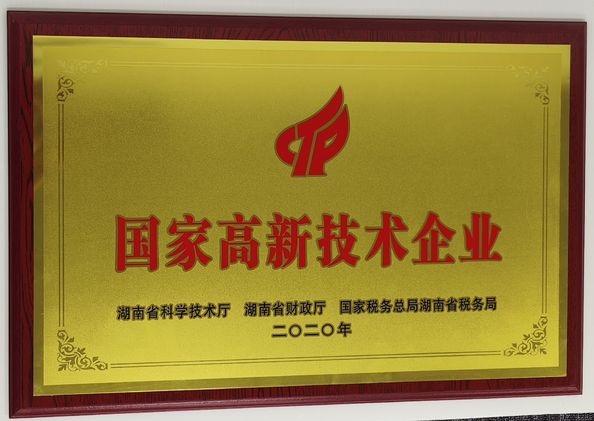 CTP
国家高新技术企业
湖南省科学技术厅 湖南省财政厅 国家税务总局湖南省税务局
二〇二〇年